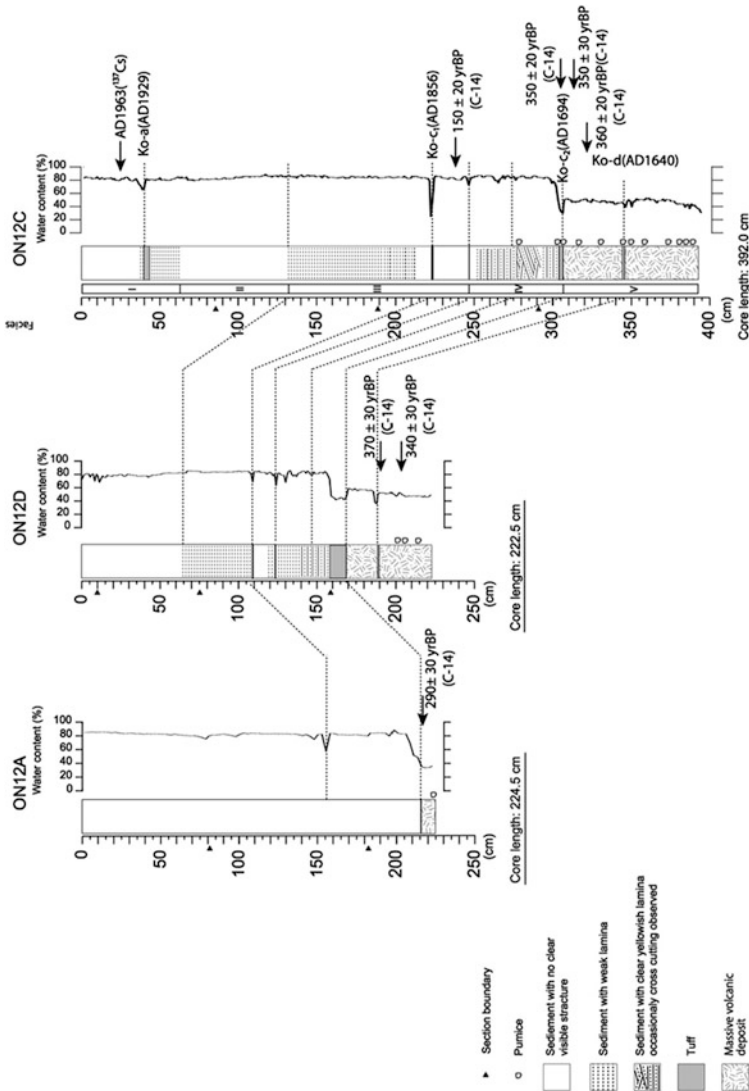 ON12A
Water content (%)
0 20 40 60 80 100
0
50
100
150
200
250
(cm)
290± 30 yrBP
(C-14)
Core length: 224.5 cm
ON12D
Water content (%)
0 20 40 60 80 100
0
50
100
150
200
250
(cm)
370 ± 30 yrBP
(C-14)
340 ± 30 yrBP
(C-14)
Core length: 222.5 cm
ON12C
Water content (%)
0 20 40 60 80 100
Facies
I
II
III
IV
V
0
50
100
150
200
250
300
350
400
(cm)
AD1963(¹³⁷Cs)
Ko-a(AD1929)
Ko-c₁(AD1856)
150 ± 20 yrBP
(C-14)
350 ± 20 yrBP
(C-14)
Ko-c₂(AD1694)
350 ± 30 yrBP(C-14)
360 ± 20 yrBP
(C-14)
Ko-d(AD1640)
Core length: 392.0 cm
Section boundary
Pumice
Sediement with no clear
visible stracture
Sediment with weak lamina
Sediment with clear yellowish lamina
occasionaly cross cutting observed
Tuff
Massive volcanic
deposit